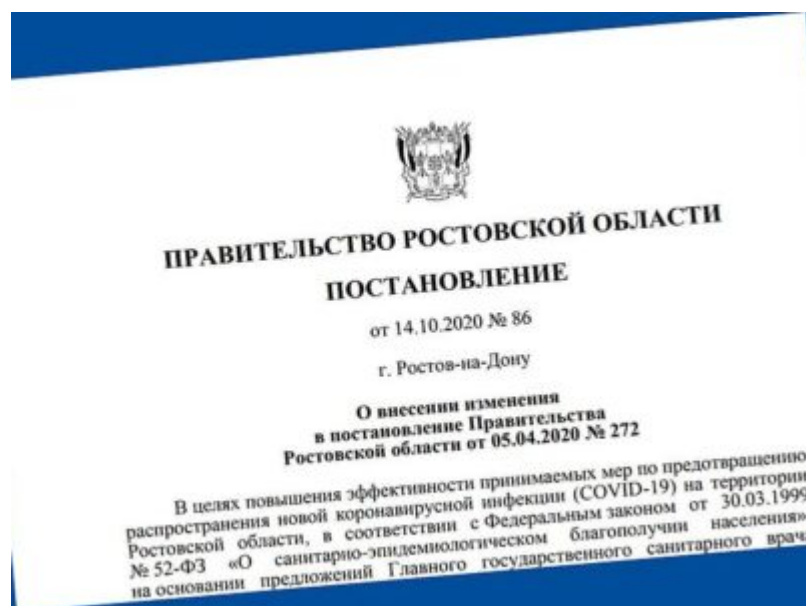 ПРАВИТЕЛЬСТВО РОСТОВСКОЙ ОБЛАСТИ
ПОСТАНОВЛЕНИЕ
от 14.10.2020 № 86
г. Ростов-на-Дону
О внесении изменения
в постановление Правительства
Ростовской области от 05.04.2020 № 272
В целях повышения эффективности принимаемых мер по предотвращению
распространения новой коронавирусной инфекции (COVID-19) на территории
Ростовской области, в соответствии с Федеральным законом от 30.03.1999
№ 52-ФЗ «О санитарно-эпидемиологическом благополучии населения»
на основании предложений Главного государственного санитарного врача